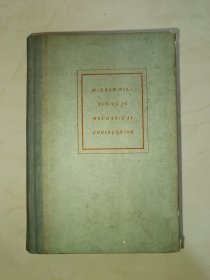 McGRAW-HILL
SERIES IN
MECHANICAL
ENGINEERING